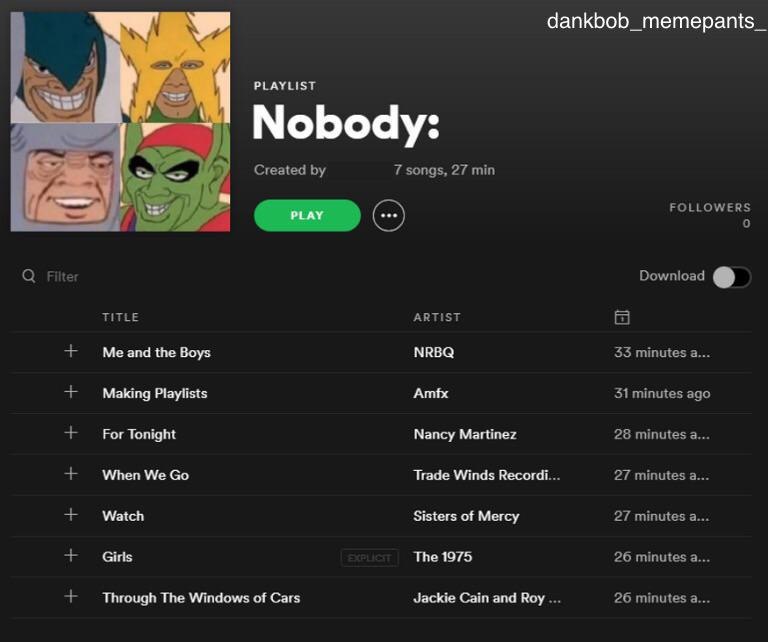 dankbob_memepants_
PLAYLIST
Nobody:
Created by 7 songs, 27 min
PLAY
FOLLOWERS
0
Filter
Download
TITLE ARTIST
Me and the Boys NRBQ 33 minutes a...
Making Playlists Amfx 31 minutes ago
For Tonight Nancy Martinez 28 minutes a...
When We Go Trade Winds Recordi... 27 minutes a...
Watch Sisters of Mercy 27 minutes a...
Girls EXPLICIT The 1975 26 minutes a...
Through The Windows of Cars Jackie Cain and Roy ... 26 minutes a...